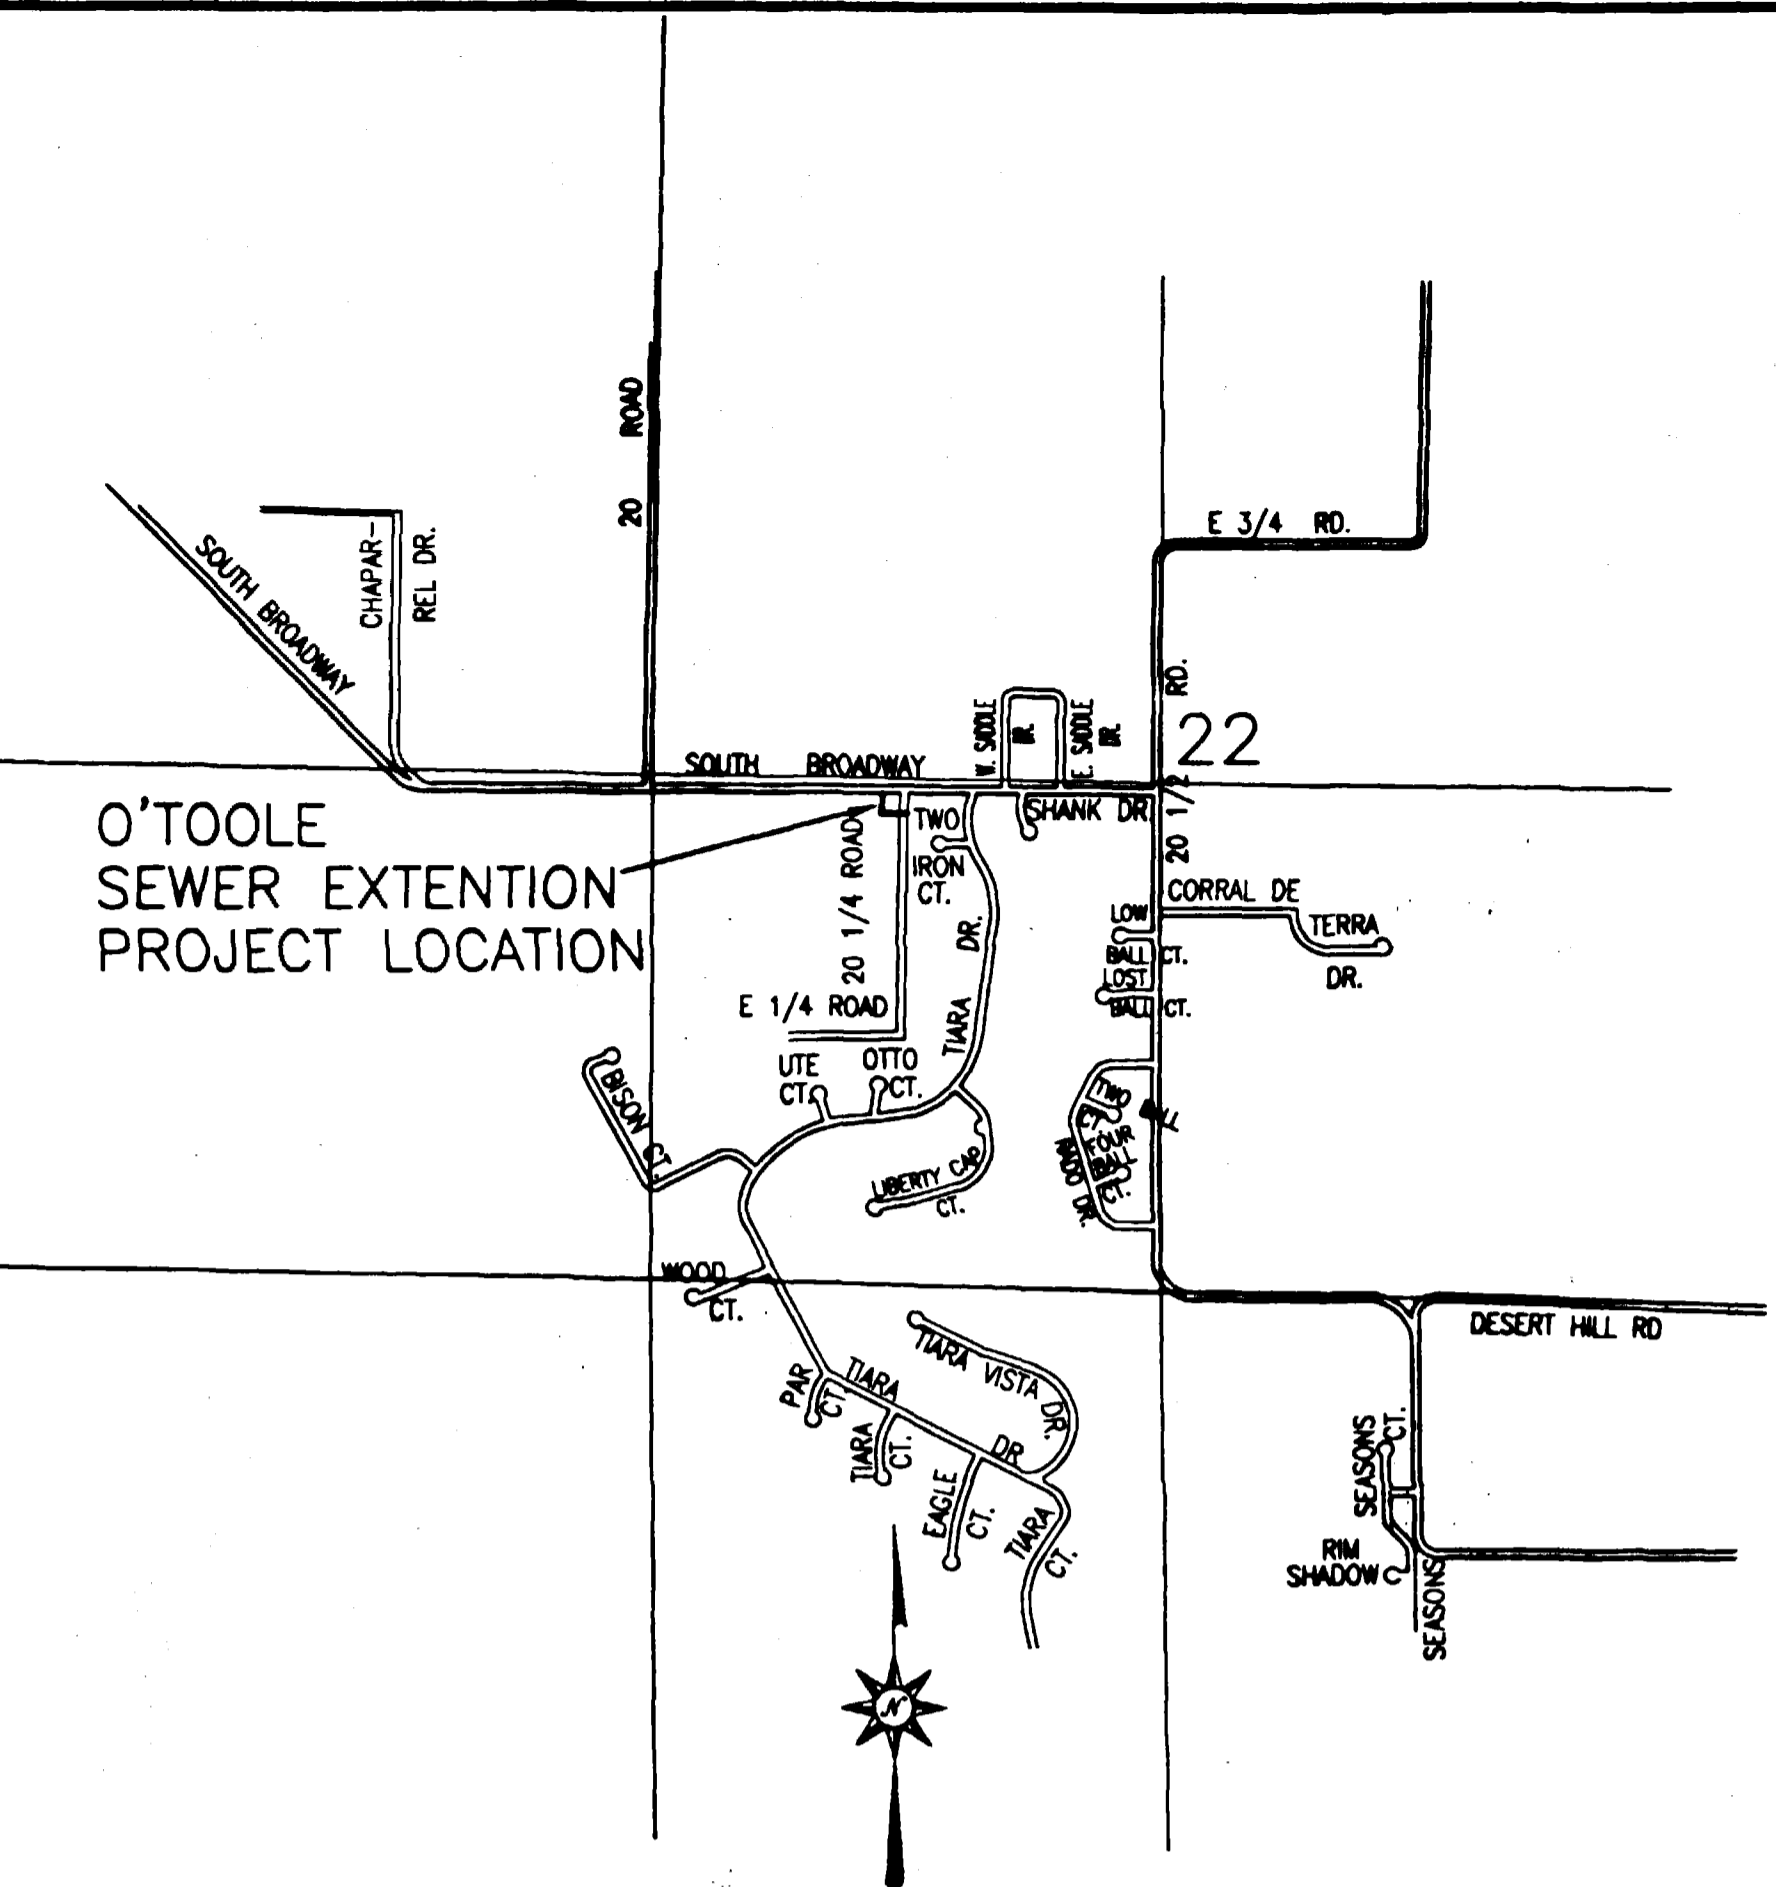 20 ROAD
E 3/4 RD.
SOUTH BROADWAY
CHAPAR-
REL DR.
RD.
22
W. SADDLE
DR.
E. SADDLE
DR.
SOUTH BROADWAY
O'TOOLE
SEWER EXTENTION
PROJECT LOCATION
20 1/4 ROAD
TWO
IRON
CT.
SHANK DR.
20 1/2
CORRAL DE
TERRA
DR.
TIARA DR.
LOW
BALL CT.
LOST
BALL CT.
E 1/4 ROAD
UTE
CT.
OTTO
CT.
BISON CT.
TWO BALL
CT.
FOUR
BALL
CT.
DR.
LIBERTY CAP
CT.
WOOD
CT.
DESERT HILL RD
TIARA VISTA DR.
PAR
CT
TIARA DR
TIARA
CT.
EAGLE
CT.
TIARA
CT.
SEASONS
CT.
RIM
SHADOW
SEASONS
N